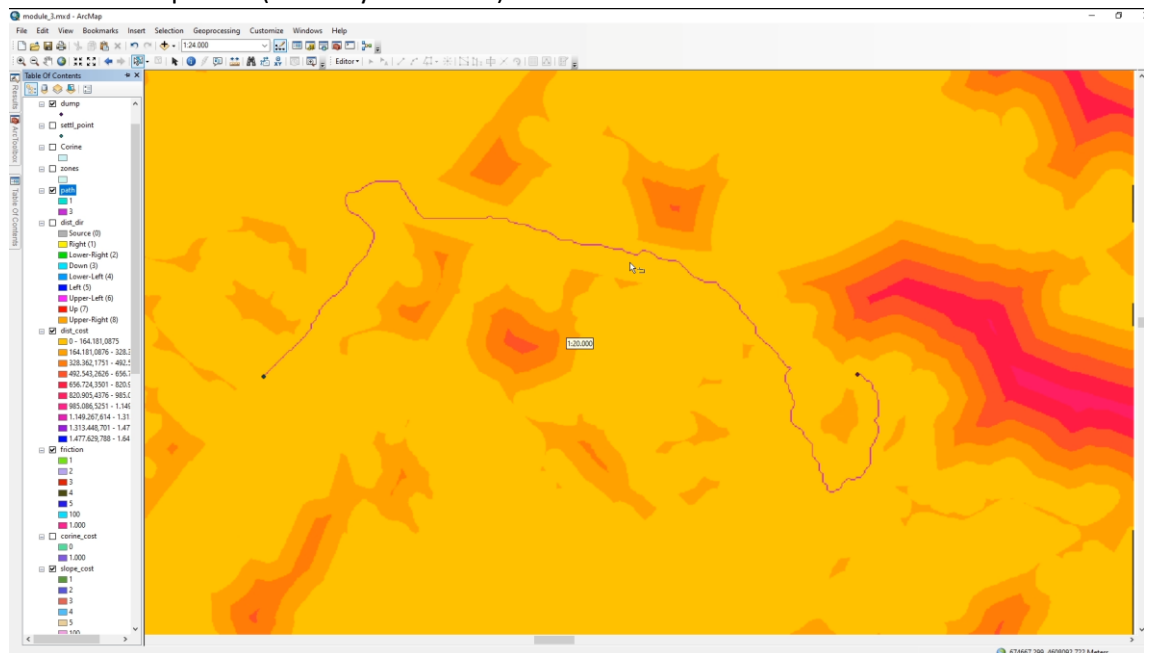 module_3.mxd - ArcMap
File Edit View Bookmarks Insert Selection Geoprocessing Customize Windows Help
1:24.000
Editor
Table Of Contents
Results
ArcToolbox
Table Of Contents
dump
settl_point
Corine
zones
path
1
3
dist_dir
Source (0)
Right (1)
Lower-Right (2)
Down (3)
Lower-Left (4)
Left (5)
Upper-Left (6)
Up (7)
Upper-Right (8)
dist_cost
0 - 164.181,0875
164.181,0876 - 328.3
328.362,1751 - 492.5
492.543,2626 - 656.7
656.724,3501 - 820.9
820.905,4376 - 985.0
985.086,5251 - 1.149
1.149.267,614 - 1.31
1.313.448,701 - 1.47
1.477.629,788 - 1.64
friction
1
2
3
4
5
100
1.000
corine_cost
0
1.000
slope_cost
1
2
3
4
5
100
1:20.000